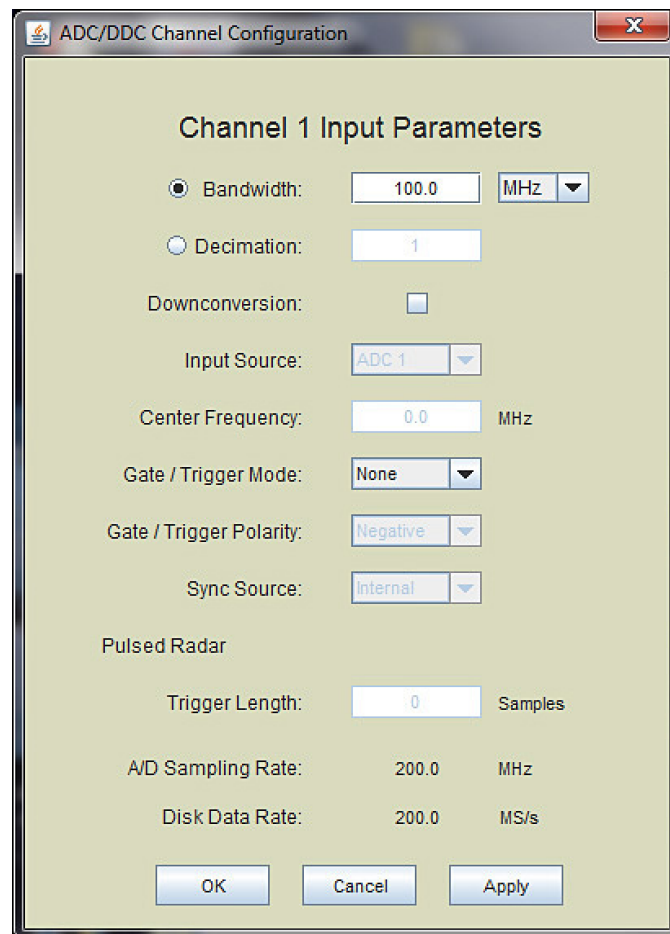 ADC/DDC Channel Configuration
Channel 1 Input Parameters
Bandwidth: 100.0 MHz
Decimation: 1
Downconversion:
Input Source: ADC 1
Center Frequency: 0.0 MHz
Gate / Trigger Mode: None
Gate / Trigger Polarity: Negative
Sync Source: Internal
Pulsed Radar
Trigger Length: 0 Samples
A/D Sampling Rate: 200.0 MHz
Disk Data Rate: 200.0 MS/s
OK Cancel Apply